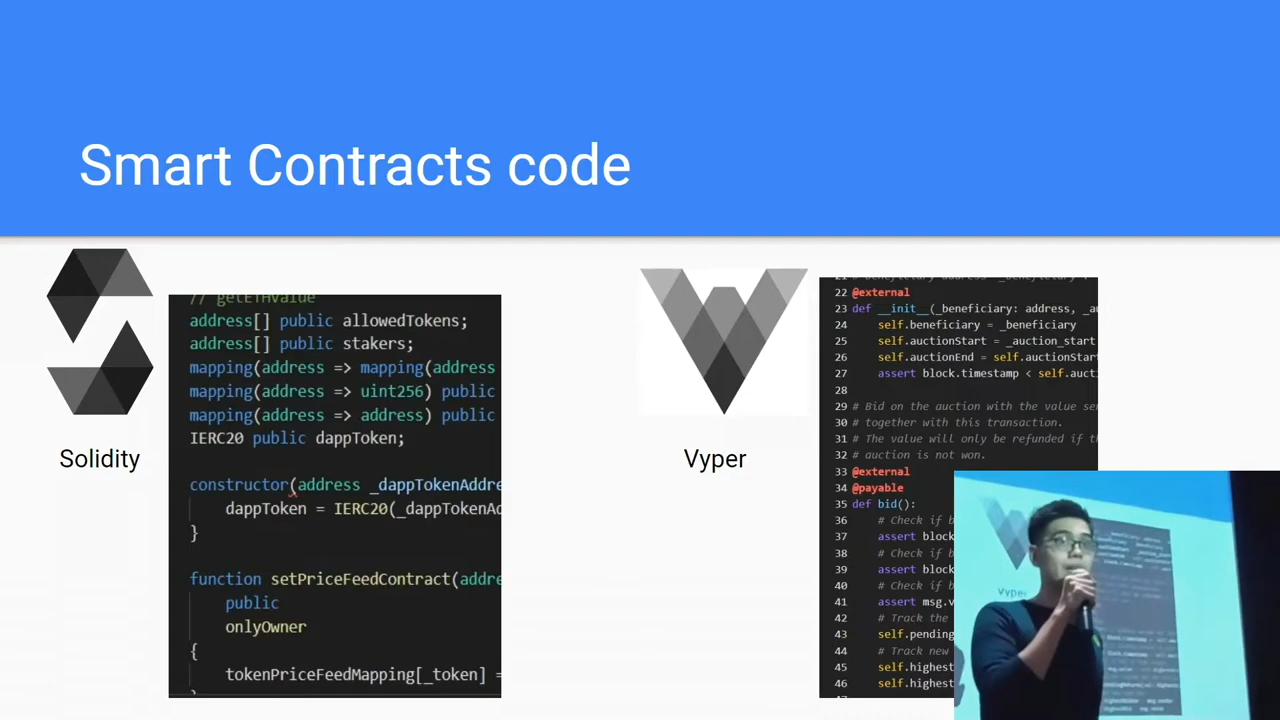 Smart Contracts code
// getETHValue
address[] public allowedTokens;
address[] public stakers;
mapping(address => mapping(address
mapping(address => uint256) public
mapping(address => address) public
IERC20 public dappToken;
constructor(address _dappTokenAddre
dappToken = IERC20(_dappTokenAd
}
function setPriceFeedContract(addre
public
onlyOwner
{
tokenPriceFeedMapping[_token] =
Solidity
Vyper
22 @external
23 def __init__(_beneficiary: address, _au
24 self.beneficiary = _beneficiary
25 self.auctionStart = _auction_start
26 self.auctionEnd = self.auctionStart
27 assert block.timestamp < self.aucti
28
29 # Bid on the auction with the value sen
30 # together with this transaction.
31 # The value will only be refunded if th
32 # auction is not won.
33 @external
34 @payable
35 def bid():
36 # Check if b
37 assert block
38 # Check if b
39 assert block
40 # Check if b
41 assert msg.v
42 # Track the
43 self.pending
44 # Track new
45 self.highest
46 self.highest
Vyper